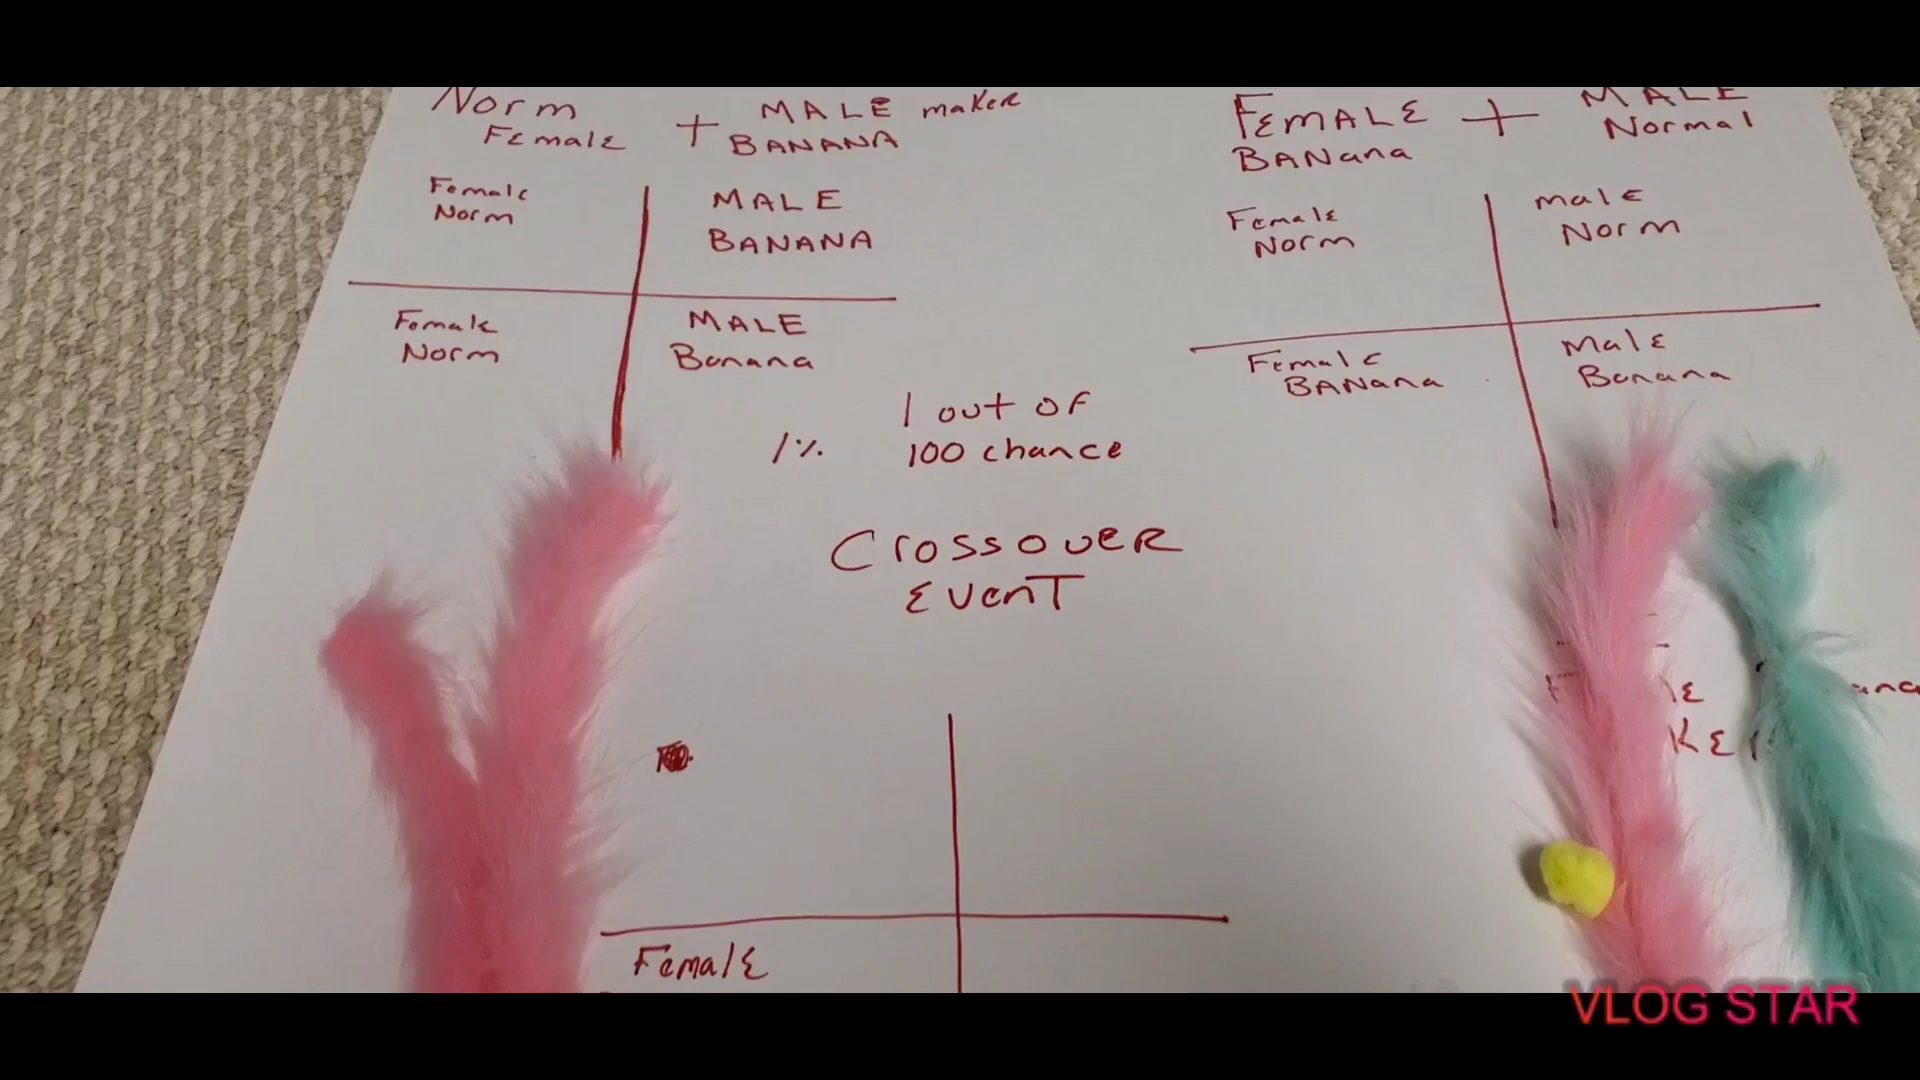 Norm
Female
+
MALE maker
BANANA
Female
Norm
MALE
BANANA
Female
Norm
MALE
Banana
FEMALE
BANana
+
MALE
Normal
Female
Norm
male
Norm
Female
BANana
Male
Banana
1 out of
1% 100 chance
Crossover
Event
Female
VLOG STAR